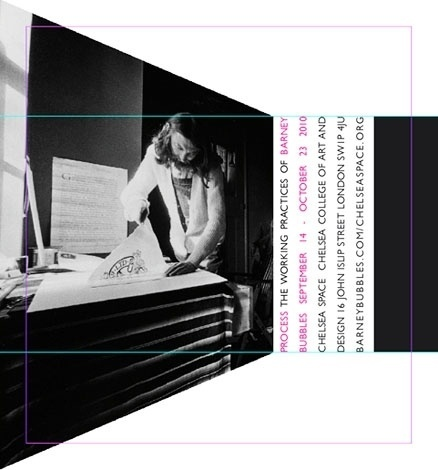 PROCESS THE WORKING PRACTICES OF BARNEY
BUBBLES SEPTEMBER 14 - OCTOBER 23 2010
CHELSEA SPACE CHELSEA COLLEGE OF ART AND
DESIGN 16 JOHN ISLIP STREET LONDON SW1P 4JU
BARNEYBUBBLES.COM/CHELSEASPACE.ORG